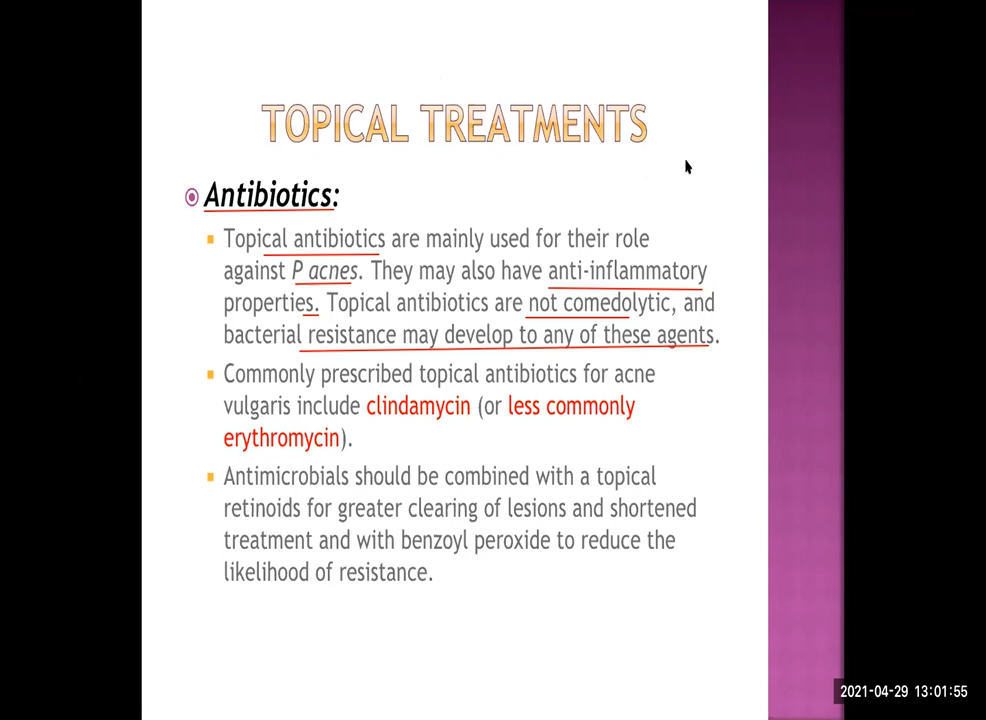 TOPICAL TREATMENTS
Antibiotics:
Topical antibiotics are mainly used for their role
against P acnes. They may also have anti-inflammatory
properties. Topical antibiotics are not comedolytic, and
bacterial resistance may develop to any of these agents.
Commonly prescribed topical antibiotics for acne
vulgaris include clindamycin (or less commonly
erythromycin).
Antimicrobials should be combined with a topical
retinoids for greater clearing of lesions and shortened
treatment and with benzoyl peroxide to reduce the
likelihood of resistance.
2021-04-29 13:01:55